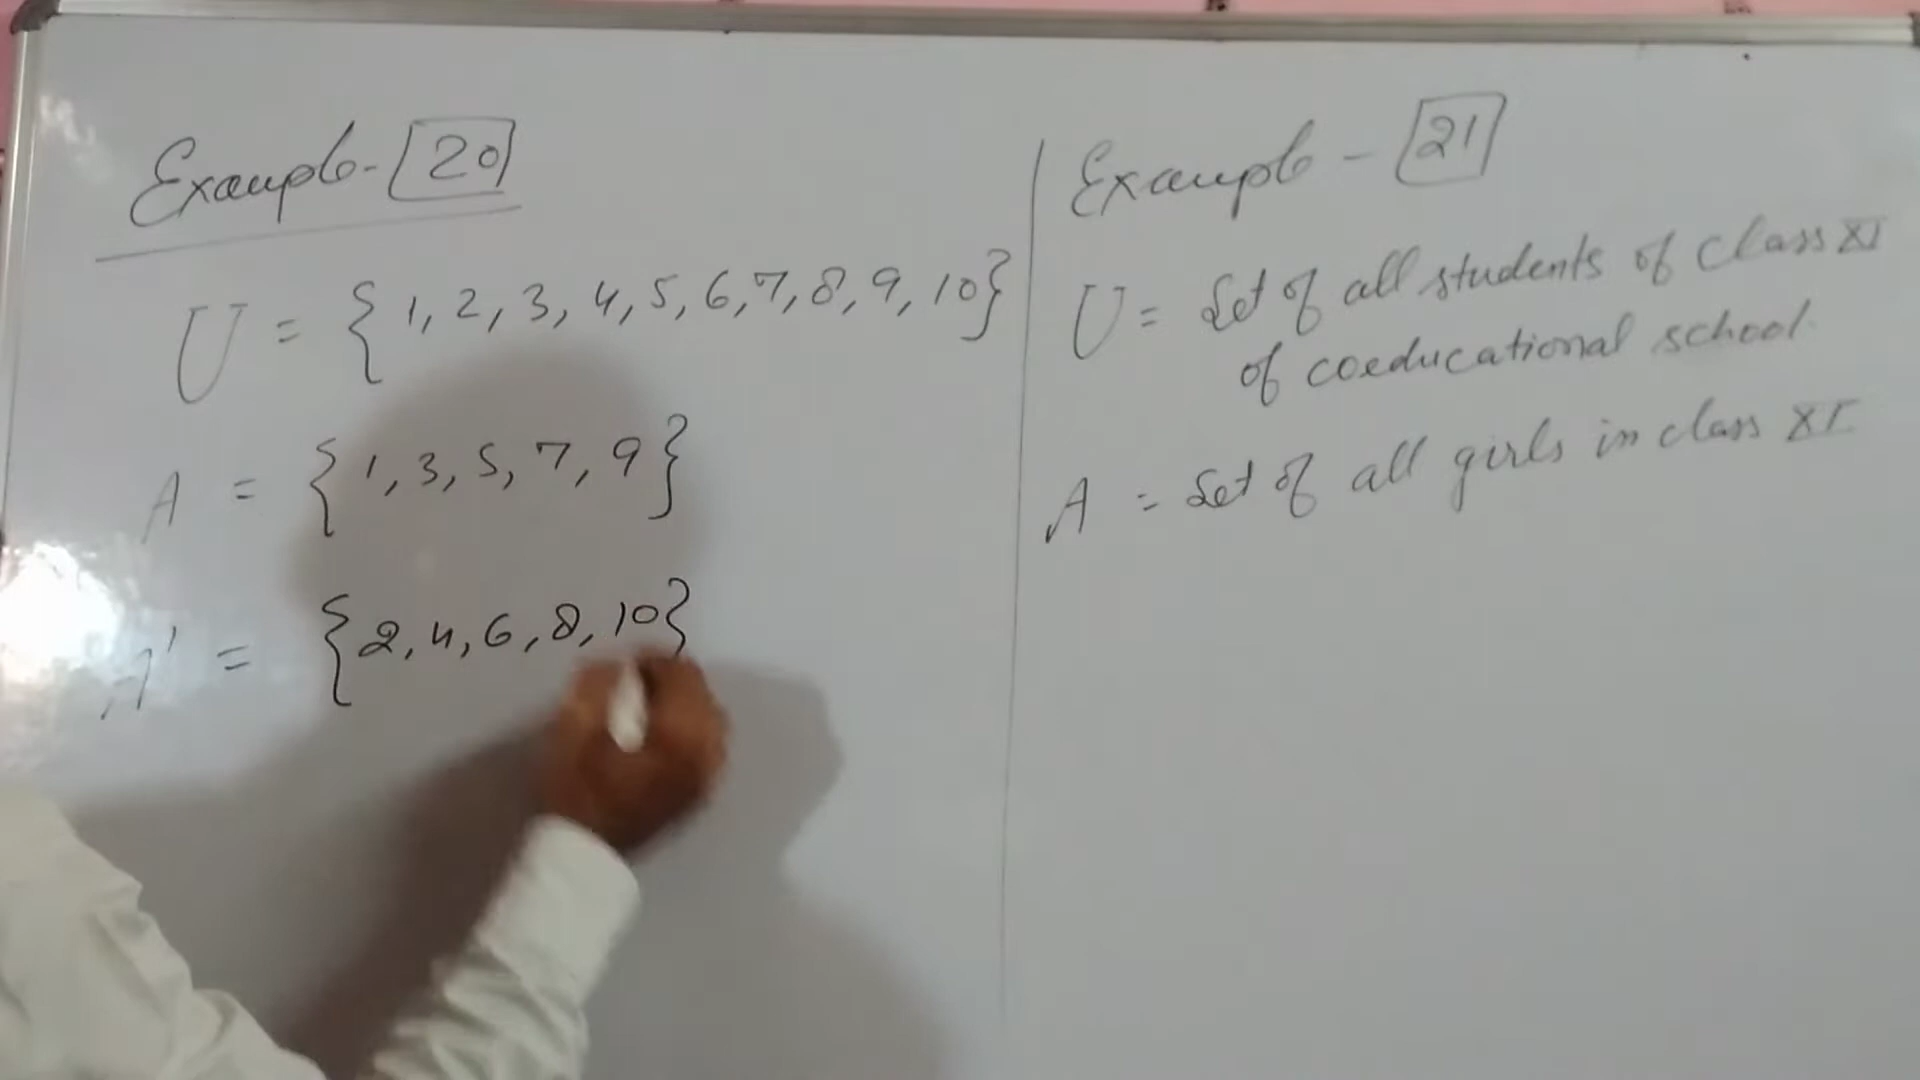 Example - 20
U = {1, 2, 3, 4, 5, 6, 7, 8, 9, 10}
A = {1, 3, 5, 7, 9}
A' = {2, 4, 6, 8, 10}
Example - 21
U = Set of all students of class XI
of coeducational school.
A = Set of all girls in class XI